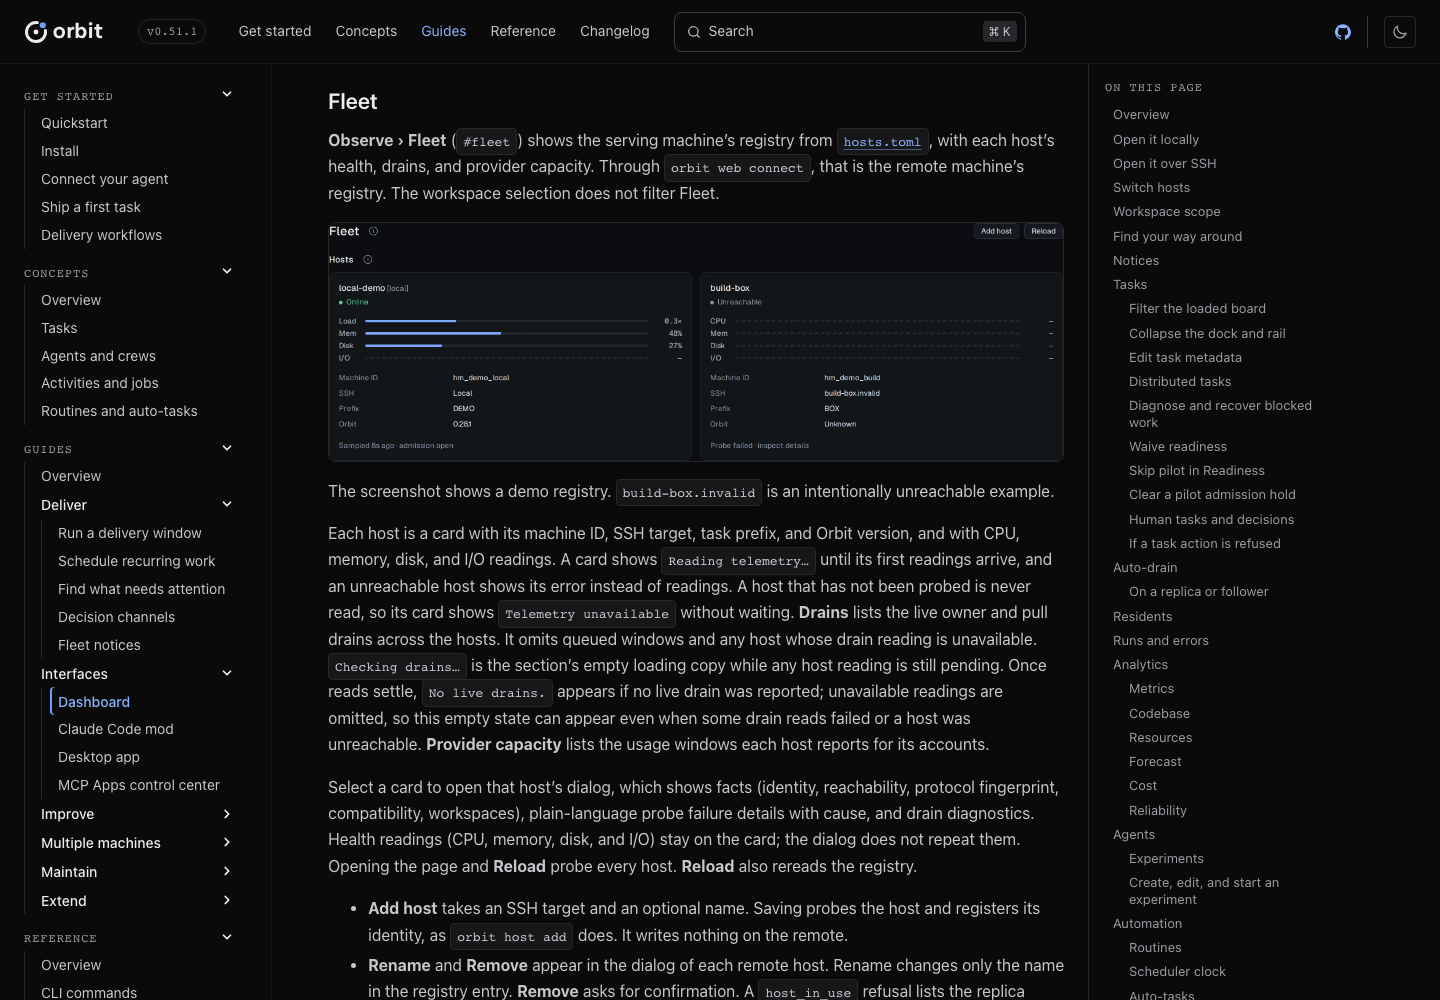 orbit
v0.51.1
Get started
Concepts
Guides
Reference
Changelog
Search
⌘ K
GET STARTED
Quickstart
Install
Connect your agent
Ship a first task
Delivery workflows
CONCEPTS
Overview
Tasks
Agents and crews
Activities and jobs
Routines and auto-tasks
GUIDES
Overview
Deliver
Run a delivery window
Schedule recurring work
Find what needs attention
Decision channels
Fleet notices
Interfaces
Dashboard
Claude Code mod
Desktop app
MCP Apps control center
Improve
Multiple machines
Maintain
Extend
REFERENCE
Overview
CLI commands
Fleet
Observe › Fleet (#fleet) shows the serving machine’s registry from hosts.toml, with each host’s
health, drains, and provider capacity. Through orbit web connect, that is the remote machine’s
registry. The workspace selection does not filter Fleet.
Fleet
Add host
Reload
Hosts
local-demo [local]
Online
Load 0.3×
Mem 48%
Disk 27%
I/O –
Machine ID hm_demo_local
SSH Local
Prefix DEMO
Orbit 0.28.1
Sampled 8s ago · admission open
build-box
Unreachable
CPU –
Mem –
Disk –
I/O –
Machine ID hm_demo_build
SSH build-box.invalid
Prefix BOX
Orbit Unknown
Probe failed · inspect details
The screenshot shows a demo registry. build-box.invalid is an intentionally unreachable example.
Each host is a card with its machine ID, SSH target, task prefix, and Orbit version, and with CPU,
memory, disk, and I/O readings. A card shows Reading telemetry… until its first readings arrive, and
an unreachable host shows its error instead of readings. A host that has not been probed is never
read, so its card shows Telemetry unavailable without waiting. Drains lists the live owner and pull
drains across the hosts. It omits queued windows and any host whose drain reading is unavailable.
Checking drains… is the section’s empty loading copy while any host reading is still pending. Once
reads settle, No live drains. appears if no live drain was reported; unavailable readings are
omitted, so this empty state can appear even when some drain reads failed or a host was
unreachable. Provider capacity lists the usage windows each host reports for its accounts.
Select a card to open that host’s dialog, which shows facts (identity, reachability, protocol fingerprint,
compatibility, workspaces), plain-language probe failure details with cause, and drain diagnostics.
Health readings (CPU, memory, disk, and I/O) stay on the card; the dialog does not repeat them.
Opening the page and Reload probe every host. Reload also rereads the registry.
• Add host takes an SSH target and an optional name. Saving probes the host and registers its
identity, as orbit host add does. It writes nothing on the remote.
• Rename and Remove appear in the dialog of each remote host. Rename changes only the name
in the registry entry. Remove asks for confirmation. A host_in_use refusal lists the replica
ON THIS PAGE
Overview
Open it locally
Open it over SSH
Switch hosts
Workspace scope
Find your way around
Notices
Tasks
Filter the loaded board
Collapse the dock and rail
Edit task metadata
Distributed tasks
Diagnose and recover blocked
work
Waive readiness
Skip pilot in Readiness
Clear a pilot admission hold
Human tasks and decisions
If a task action is refused
Auto-drain
On a replica or follower
Residents
Runs and errors
Analytics
Metrics
Codebase
Resources
Forecast
Cost
Reliability
Agents
Experiments
Create, edit, and start an
experiment
Automation
Routines
Scheduler clock
Auto-tasks